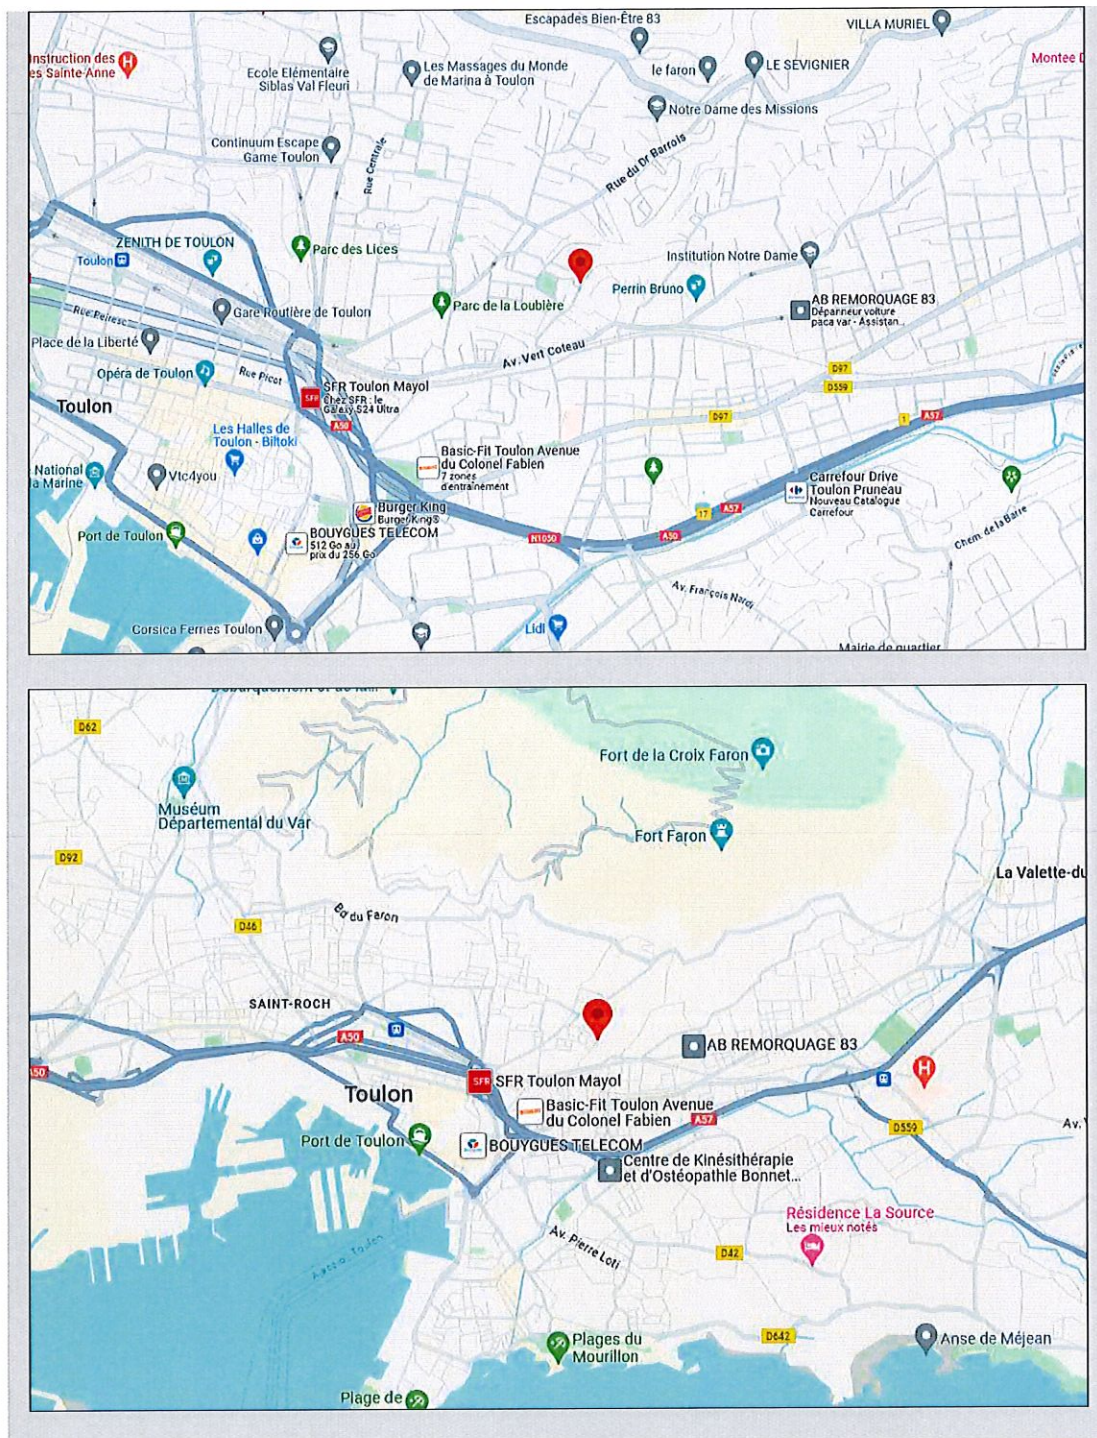 Escapades Bien-Être 83
VILLA MURIEL
Instruction des
es Sainte-Anne
Ecole Elémentaire
Siblas Val Fleuri
Les Massages du Monde
de Marina à Toulon
le faron
LE SEVIGNIER
Montee
Notre Dame des Missions
Continuum Escape
Game Toulon
Rue Centrale
Rue du Dr Barrois
ZENITH DE TOULON
Toulon
Parc des Lices
Institution Notre Dame
Perrin Bruno
Parc de la Loubière
AB REMORQUAGE 83
Dépanneur voiture
paca var - Assistan...
Gare Routière de Toulon
Rue Peiresc
Place de la Liberté
Av. Vert Coteau
Opéra de Toulon
Rue Picot
D97
D559
SFR
SFR Toulon Mayol
Chez SFR : le
Galaxy S24 Ultra
Toulon
A50
D97
1
A57
Les Halles de
Toulon - Biltoki
Basic-Fit Toulon Avenue
du Colonel Fabien
7 zones
d'entraînement
National
la Marine
Vtc4you
Carrefour Drive
Toulon Pruneau
Nouveau Catalogue
Carrefour
Burger King
Burger King®
17
A57
Port de Toulon
BOUYGUES TELECOM
512 Go au
prix du 256 Go
N1050
A50
Chem. de la Barre
Av. François Nardi
Corsica Ferries Toulon
Lidl
Mairie de quartier
D62
Fort de la Croix Faron
Muséum
Départemental du Var
Fort Faron
D92
La Valette-du
Bd du Faron
D46
SAINT-ROCH
A50
AB REMORQUAGE 83
A50
SFR
SFR Toulon Mayol
Toulon
Basic-Fit Toulon Avenue
du Colonel Fabien
A57
D559
Av.
Port de Toulon
BOUYGUES TELECOM
Centre de Kinésithérapie
et d'Ostéopathie Bonnet...
Résidence La Source
Les mieux notés
Av. Pierre Loti
D42
D642
Anse de Méjean
Plages du
Mourillon
Plage de